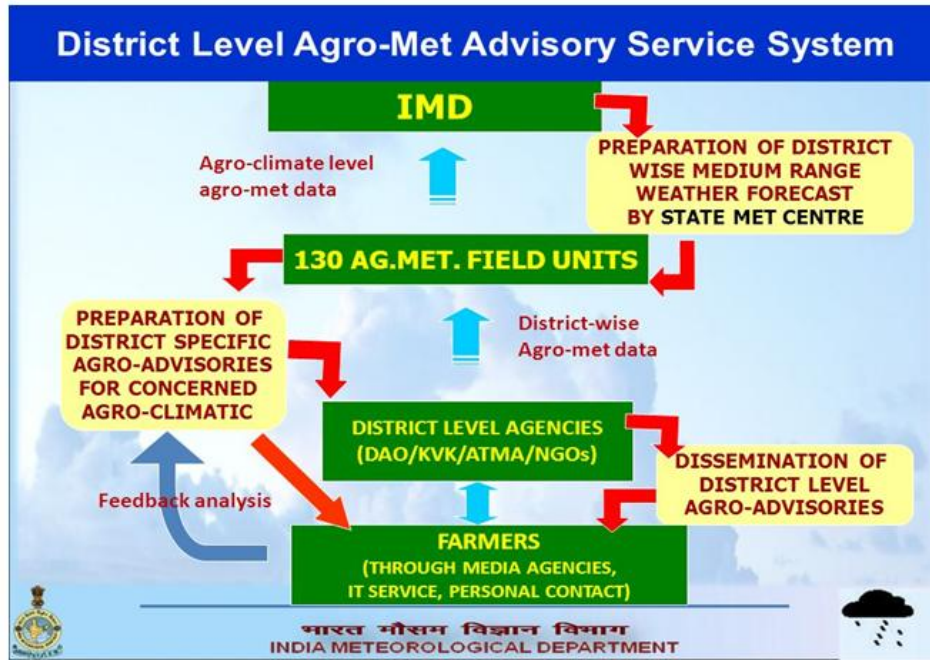 District Level Agro-Met Advisory Service System
IMD
Agro-climate level
agro-met data
PREPARATION OF DISTRICT
WISE MEDIUM RANGE
WEATHER FORECAST
BY STATE MET CENTRE
130 AG.MET. FIELD UNITS
PREPARATION OF
DISTRICT SPECIFIC
AGRO-ADVISORIES
FOR CONCERNED
AGRO-CLIMATIC
District-wise
Agro-met data
DISTRICT LEVEL AGENCIES
(DAO/KVK/ATMA/NGOs)
DISSEMINATION OF
DISTRICT LEVEL
AGRO-ADVISORIES
Feedback analysis
FARMERS
(THROUGH MEDIA AGENCIES,
IT SERVICE, PERSONAL CONTACT)
भारत मौसम विज्ञान विभाग
INDIA METEOROLOGICAL DEPARTMENT